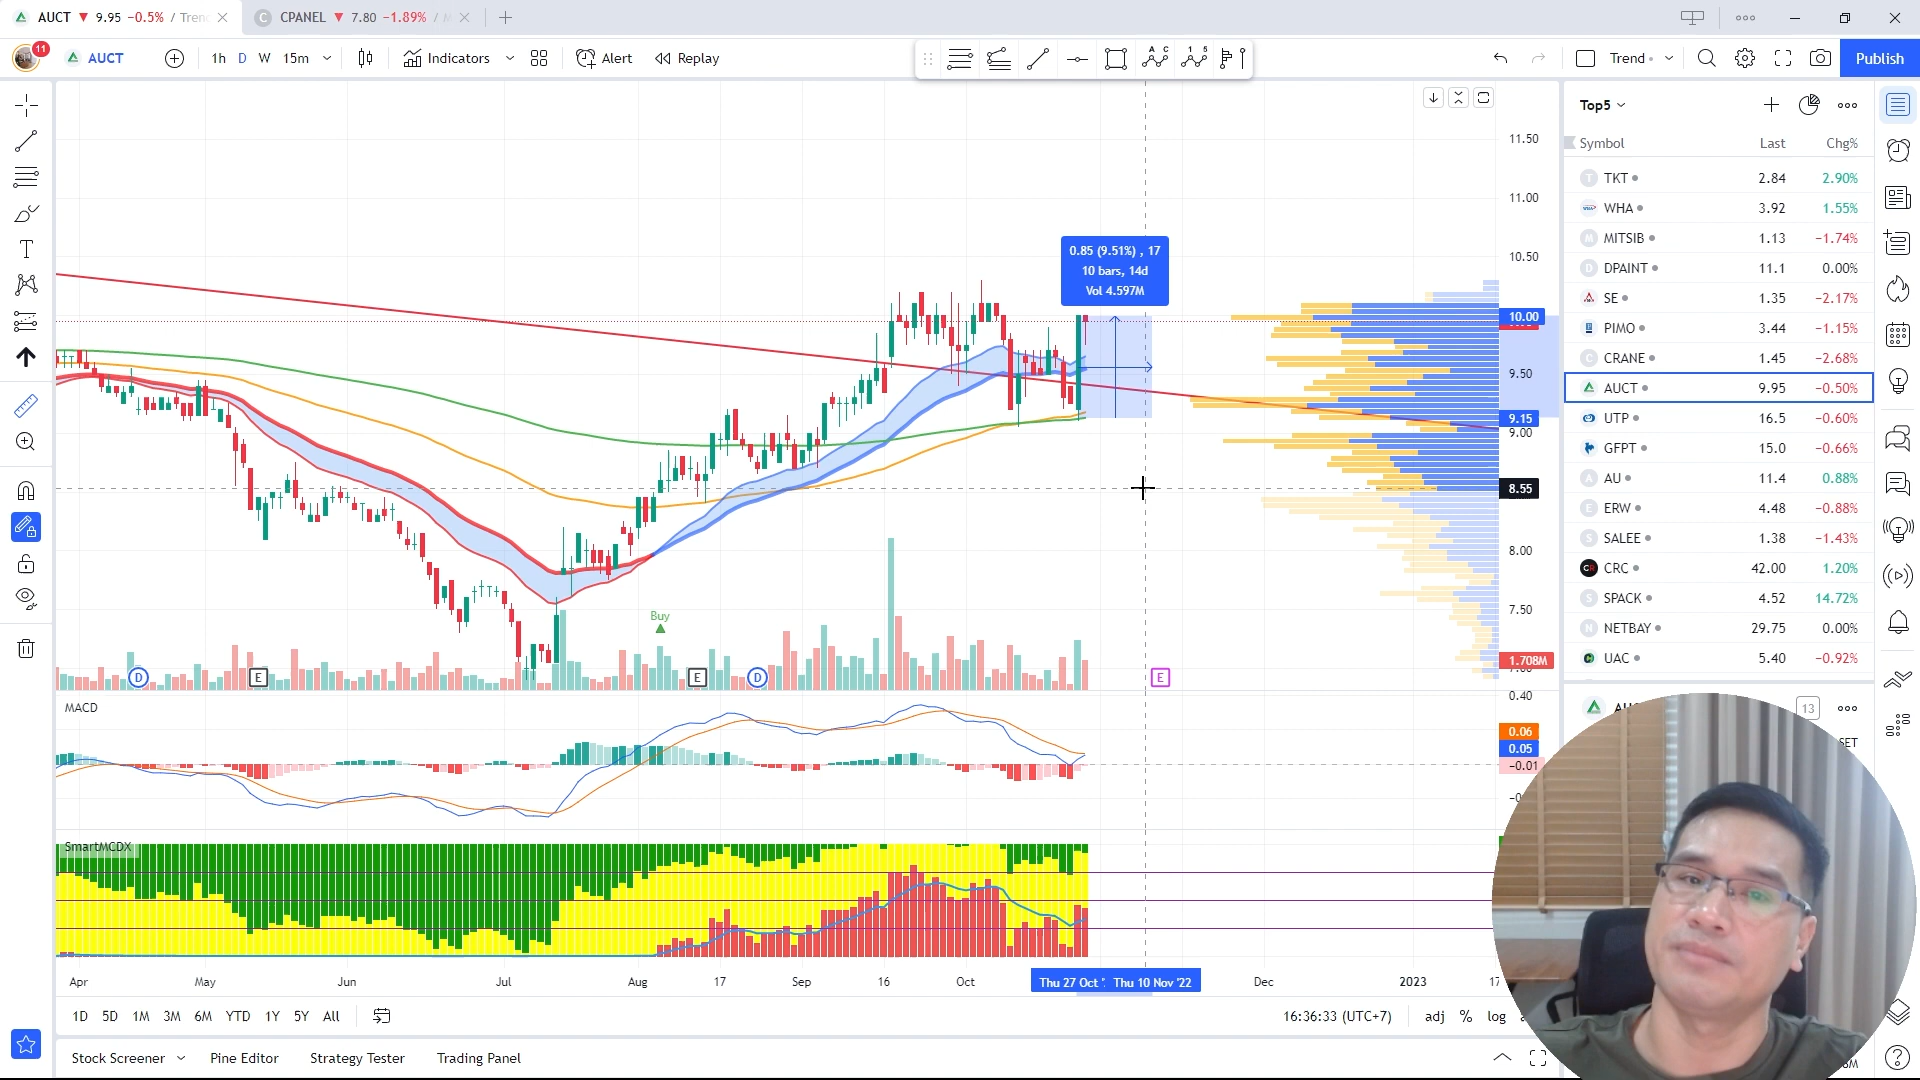 AUCT ▼ 9.95 −0.5% / Tren
CPANEL ▼ 7.80 −1.89% /
11
AUCT
1h D W 15m
Indicators
Alert
Replay
A C
1 5
Trend
Publish
0.85 (9.51%) , 17
10 bars, 14d
Vol 4.597M
11.50
11.00
10.50
10.00
9.50
9.15
9.00
8.55
8.00
7.50
1.708M
Buy
D
E
E
D
E
MACD
0.40
0.06
0.05
−0.01
SmartMCDX
Apr May Jun Jul Aug 17 Sep 16 Oct
Thu 27 Oct ' Thu 10 Nov '22
Dec 2023 17
1D 5D 1M 3M 6M YTD 1Y 5Y All
16:36:33 (UTC+7)
adj % log
Stock Screener
Pine Editor
Strategy Tester
Trading Panel
Top5
Symbol Last Chg%
T TKT 2.84 2.90%
WHA 3.92 1.55%
M MITSIB 1.13 −1.74%
D DPAINT 11.1 0.00%
SE 1.35 −2.17%
PIMO 3.44 −1.15%
C CRANE 1.45 −2.68%
AUCT 9.95 −0.50%
UTP 16.5 −0.60%
GFPT 15.0 −0.66%
A AU 11.4 0.88%
E ERW 4.48 −0.88%
S SALEE 1.38 −1.43%
CR CRC 42.00 1.20%
S SPACK 4.52 14.72%
N NETBAY 29.75 0.00%
UAC 5.40 −0.92%
13
SET